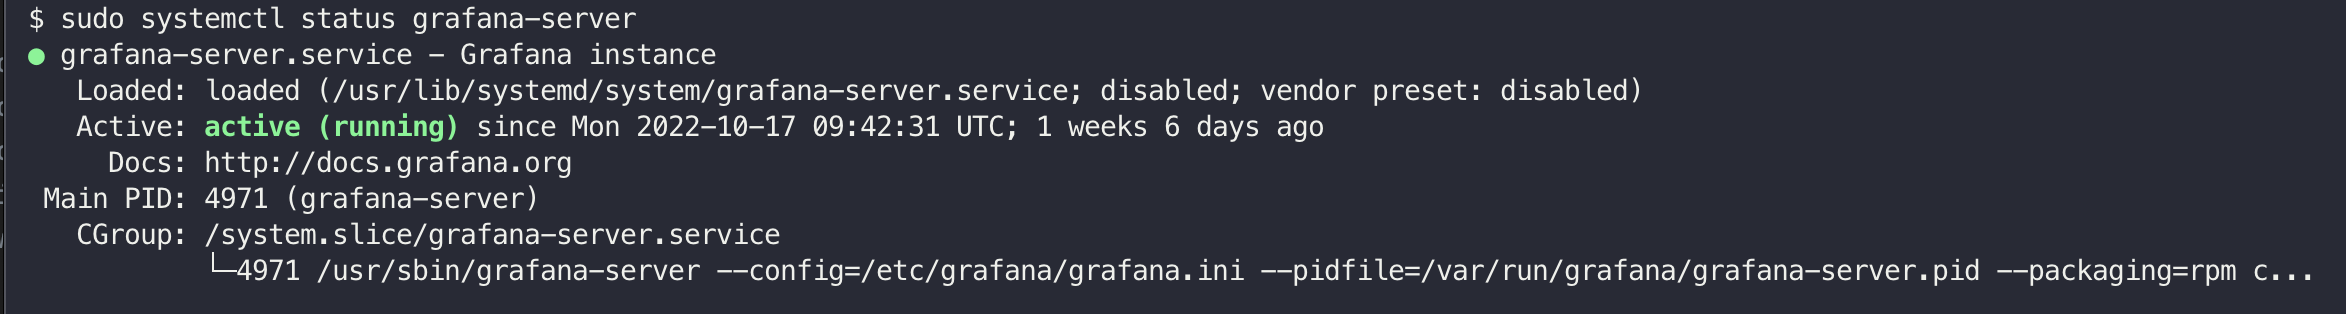 $ sudo systemctl status grafana-server
● grafana-server.service - Grafana instance
Loaded: loaded (/usr/lib/systemd/system/grafana-server.service; disabled; vendor preset: disabled)
Active: active (running) since Mon 2022-10-17 09:42:31 UTC; 1 weeks 6 days ago
Docs: http://docs.grafana.org
Main PID: 4971 (grafana-server)
CGroup: /system.slice/grafana-server.service
└─4971 /usr/sbin/grafana-server --config=/etc/grafana/grafana.ini --pidfile=/var/run/grafana/grafana-server.pid --packaging=rpm c...